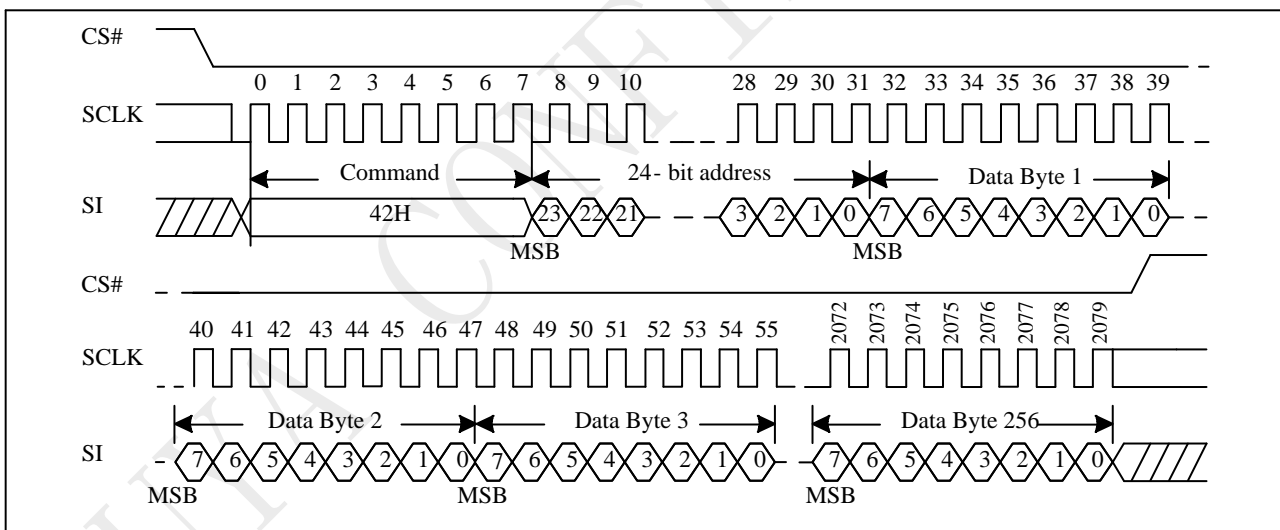 CS#
0 1 2 3 4 5 6 7 8 9 10 28 29 30 31 32 33 34 35 36 37 38 39
SCLK
Command 24- bit address Data Byte 1
SI
42H 23 22 21 3 2 1 0 7 6 5 4 3 2 1 0
MSB MSB
CS#
40 41 42 43 44 45 46 47 48 49 50 51 52 53 54 55 2072 2073 2074 2075 2076 2077 2078 2079
SCLK
Data Byte 2 Data Byte 3 Data Byte 256
SI
7 6 5 4 3 2 1 0 7 6 5 4 3 2 1 0 7 6 5 4 3 2 1 0
MSB MSB MSB